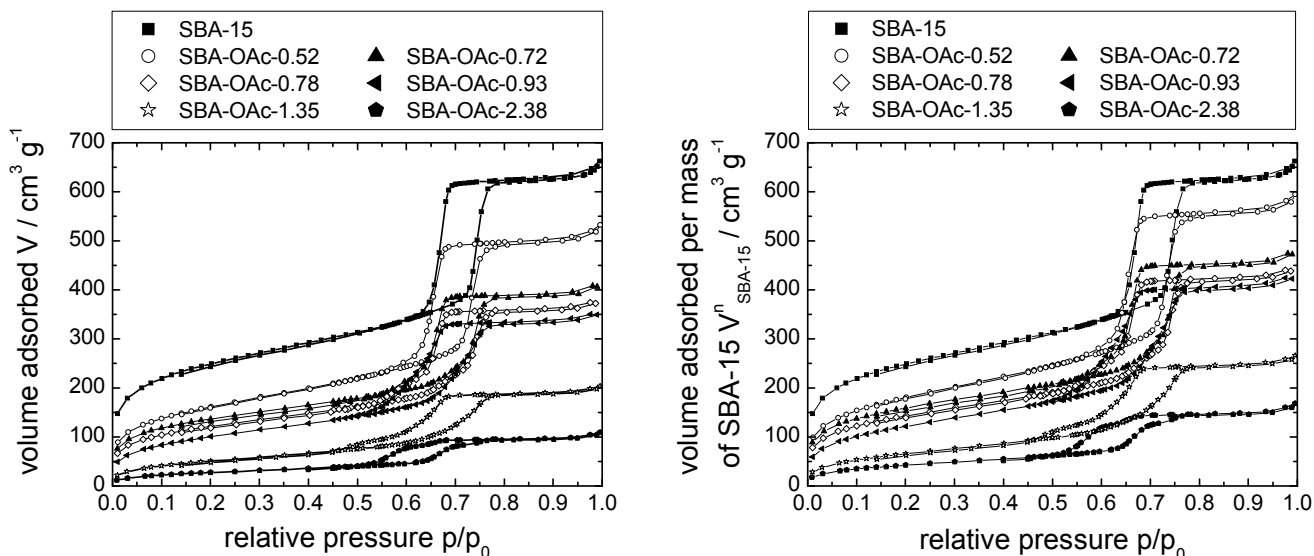 SBA-15
SBA-OAc-0.52 SBA-OAc-0.72
SBA-OAc-0.78 SBA-OAc-0.93
SBA-OAc-1.35 SBA-OAc-2.38
volume adsorbed V / cm³ g⁻¹
700
600
500
400
300
200
100
0
0.0 0.1 0.2 0.3 0.4 0.5 0.6 0.7 0.8 0.9 1.0
relative pressure p/p₀
SBA-15
SBA-OAc-0.52 SBA-OAc-0.72
SBA-OAc-0.78 SBA-OAc-0.93
SBA-OAc-1.35 SBA-OAc-2.38
volume adsorbed per mass
of SBA-15 Vⁿ SBA-15 / cm³ g⁻¹
700
600
500
400
300
200
100
0
0.0 0.1 0.2 0.3 0.4 0.5 0.6 0.7 0.8 0.9 1.0
relative pressure p/p₀